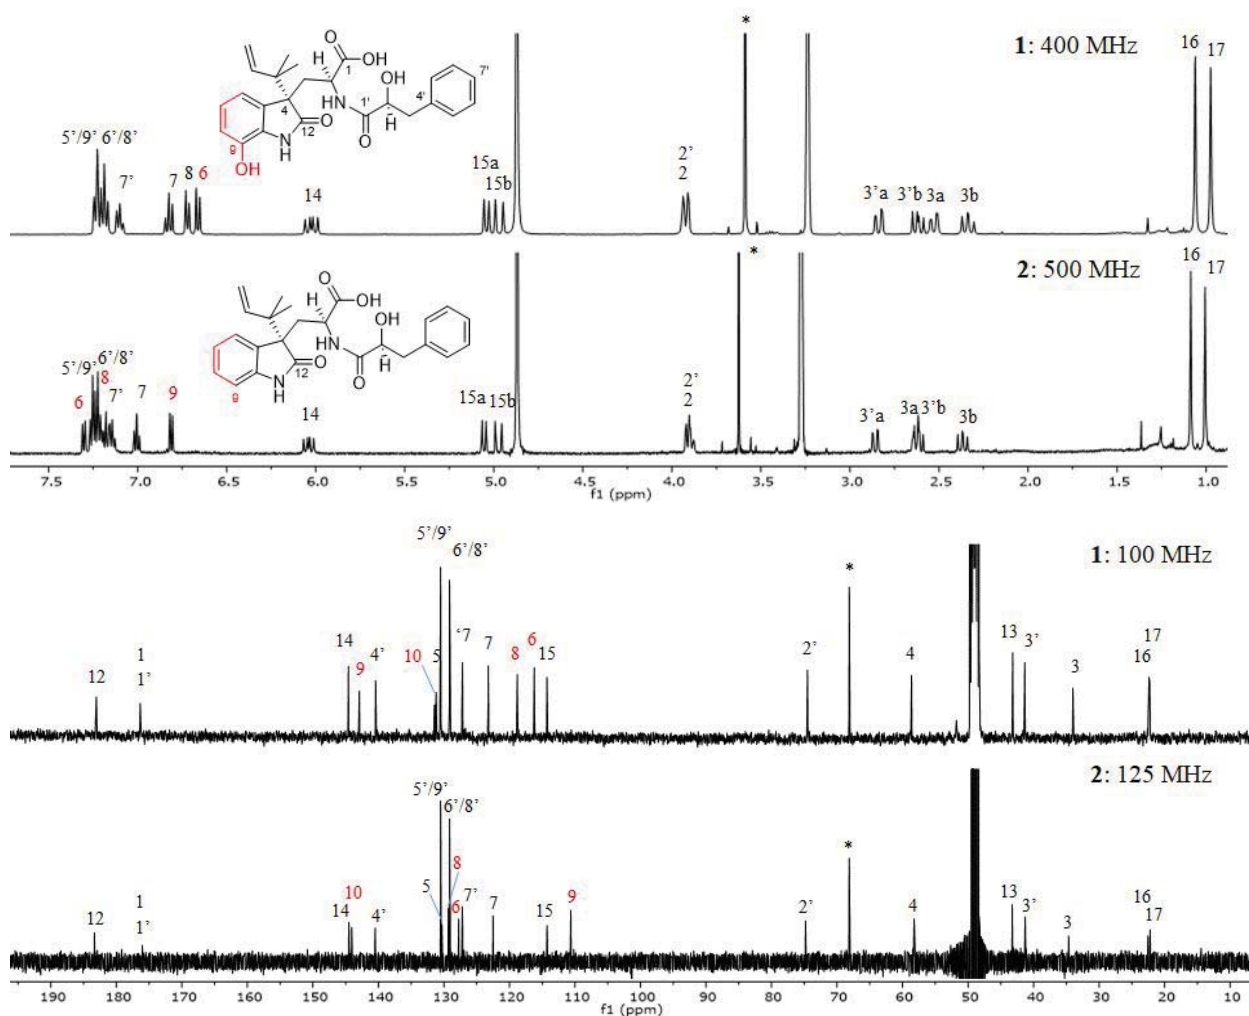 *
1: 400 MHz
16
17
O
1
OH
H
OH
7'
1'
4'
4
N
H
H
O
12
O
N
H
9
OH
5'/9'
6'/8'
7'
7
8
6
14
15a
15b
2'
2
3'a
3'b
3a
3b
*
2: 500 MHz
16
17
O
OH
H
OH
N
H
H
O
12
O
N
H
9
5'/9'
6'/8'
6
8
7'
7
9
14
15a
15b
2'
2
3'a
3a
3'b
3b
7.5 7.0 6.5 6.0 5.5 5.0 4.5 4.0 3.5 3.0 2.5 2.0 1.5 1.0
f1 (ppm)
5'/9'
6'/8'
1: 100 MHz
*
12
1
1'
14
9
4'
10
5
'7
7
8
6
15
2'
4
13
3'
3
17
16
2: 125 MHz
5'/9'
6'/8'
*
12
1
1'
14
10
4'
5
8
6
7'
7
15
9
2'
4
13
3'
3
16
17
190 180 170 160 150 140 130 120 110 100 90 80 70 60 50 40 30 20 10
f1 (ppm)